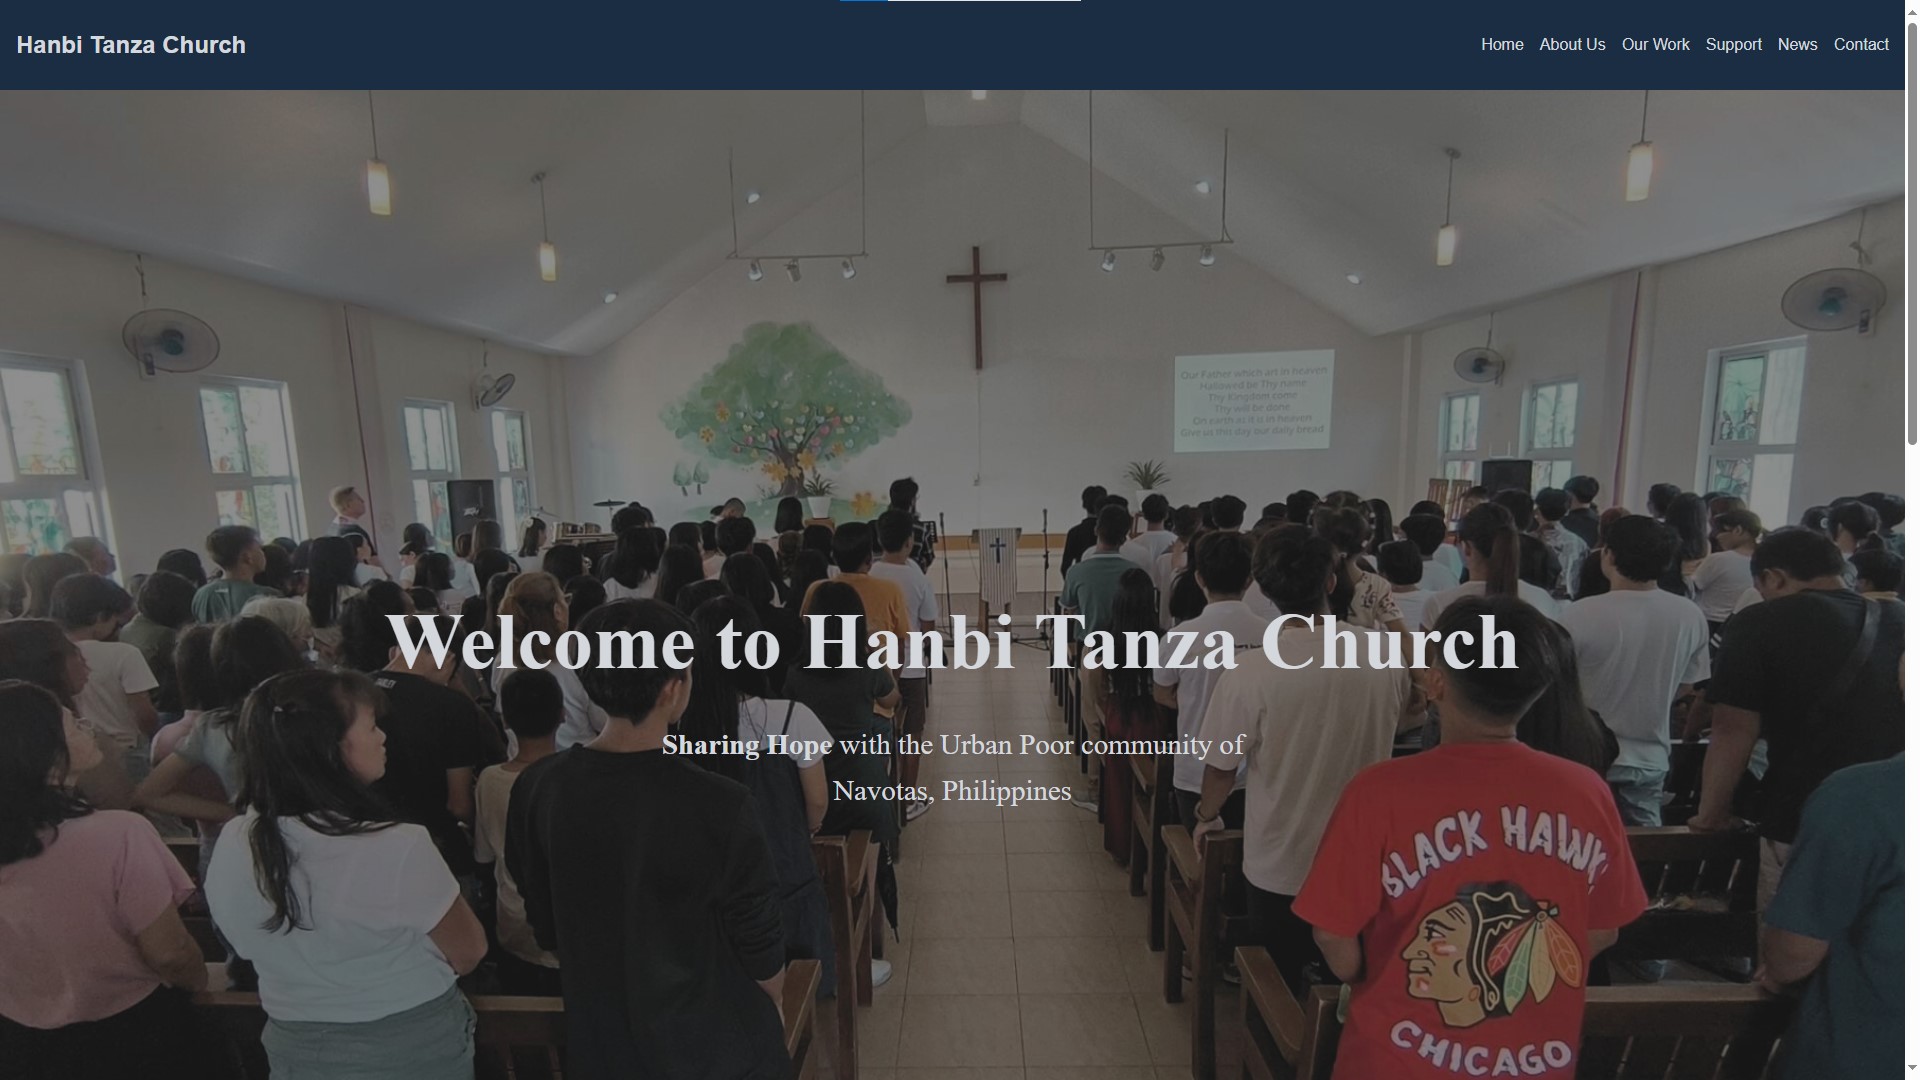 Hanbi Tanza Church
Home About Us Our Work Support News Contact
Our Father which art in heaven
Hallowed be Thy name
Thy Kingdom come
Thy will be done
On earth as it is in heaven
Give us this day our daily bread
Welcome to Hanbi Tanza Church
Sharing Hope with the Urban Poor community of
Navotas, Philippines
BLACK HAWK
CHICAGO